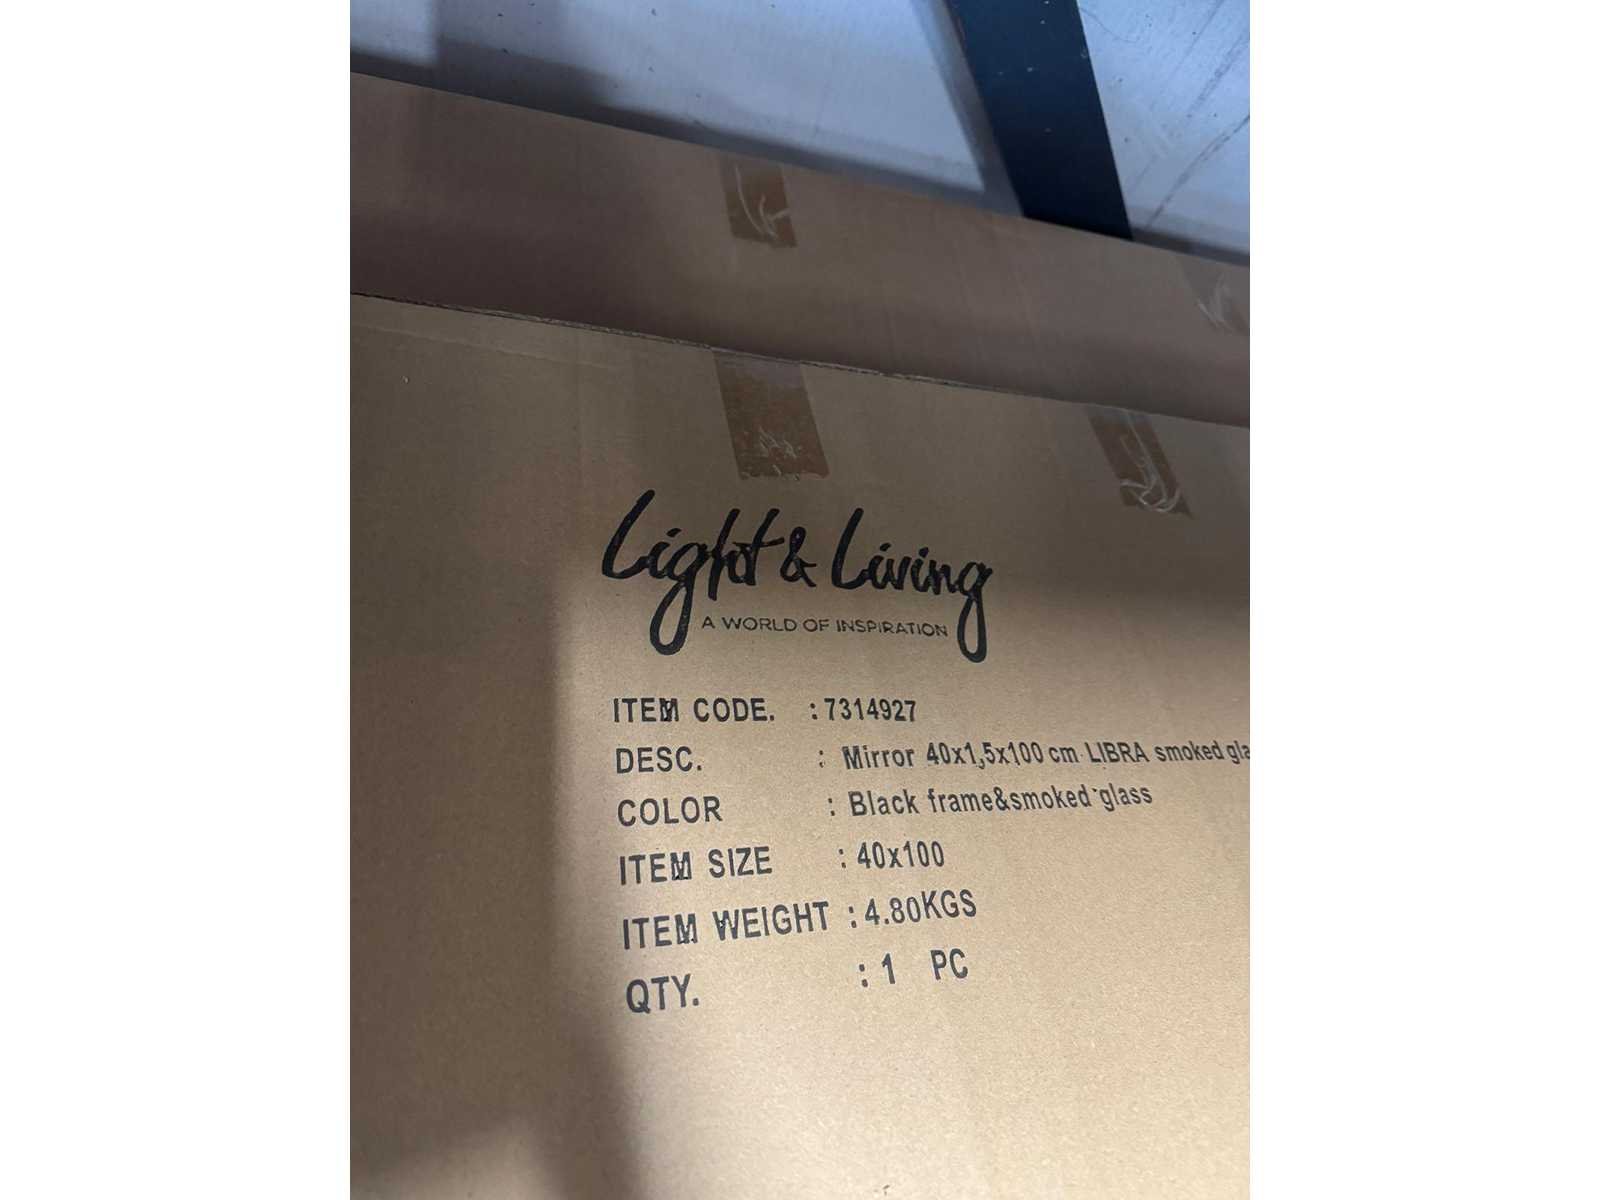 Light & Living
A WORLD OF INSPIRATION
ITEM CODE. : 7314927
DESC. : Mirror 40x1,5x100 cm LIBRA smoked gla
COLOR : Black frame&smoked glass
ITEM SIZE : 40x100
ITEM WEIGHT : 4.80KGS
QTY. : 1 PC